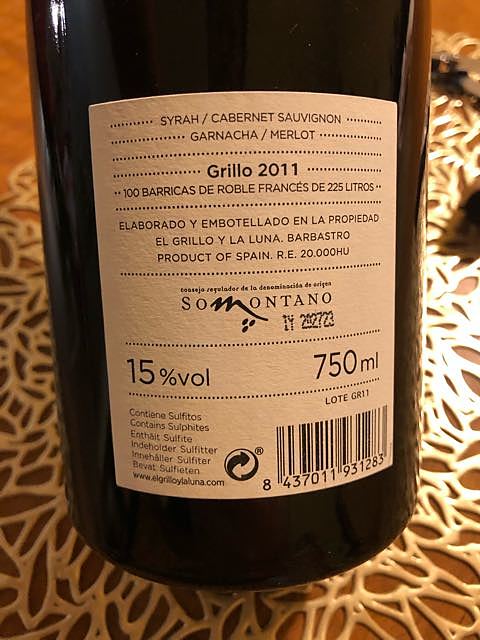 SYRAH / CABERNET SAUVIGNON
GARNACHA / MERLOT
Grillo 2011
100 BARRICAS DE ROBLE FRANCÉS DE 225 LITROS
ELABORADO Y EMBOTELLADO EN LA PROPIEDAD
EL GRILLO Y LA LUNA. BARBASTRO
PRODUCT OF SPAIN. R.E. 20.000HU
consejo regulador de la denominación de origen
SOMONTANO
1Y 202723
15%vol
750ml
LOTE GR11
Contiene Sulfitos
Contains Sulphites
Enthält Sulfite
Indeholder Sulfitter
Innehåller Sulfiter
Bevat Sulfieten
www.elgrilloylaluna.com
®
8 437011 931283